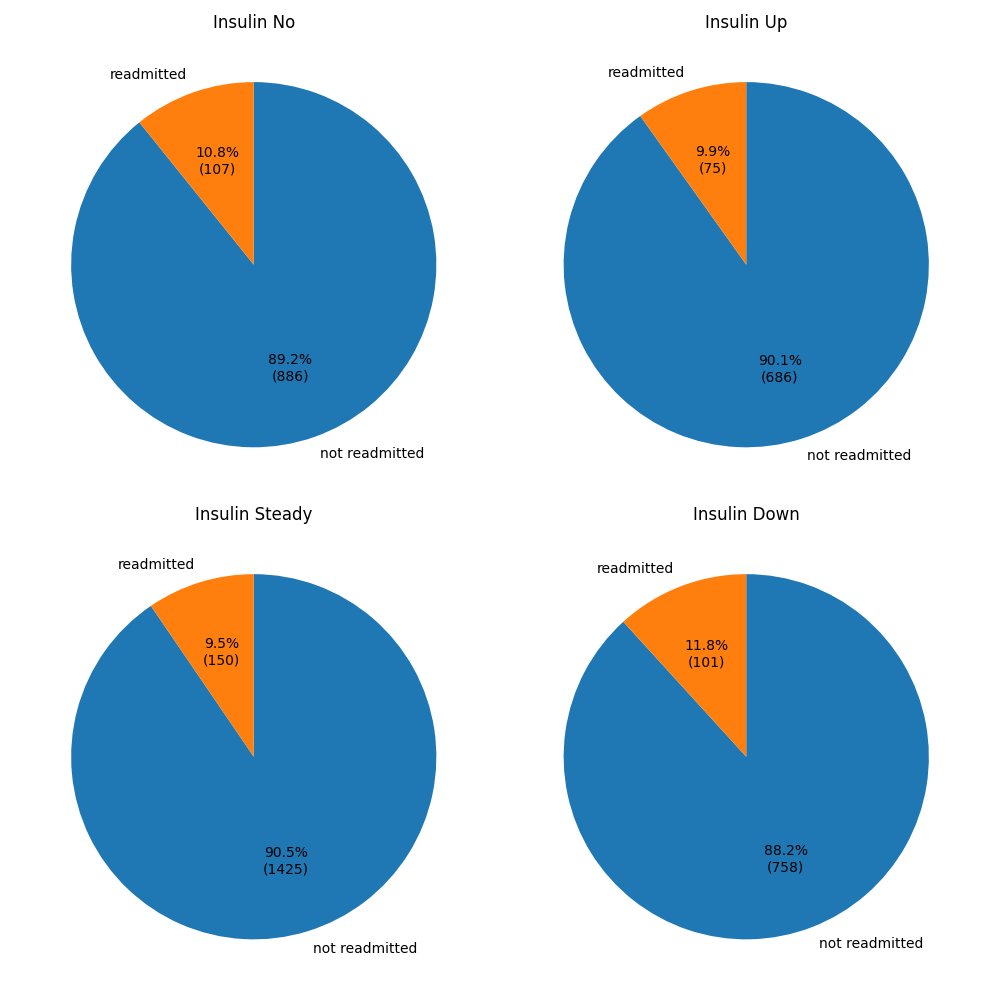 Insulin No
readmitted
10.8%
(107)
89.2%
(886)
not readmitted
Insulin Up
readmitted
9.9%
(75)
90.1%
(686)
not readmitted
Insulin Steady
readmitted
9.5%
(150)
90.5%
(1425)
not readmitted
Insulin Down
readmitted
11.8%
(101)
88.2%
(758)
not readmitted